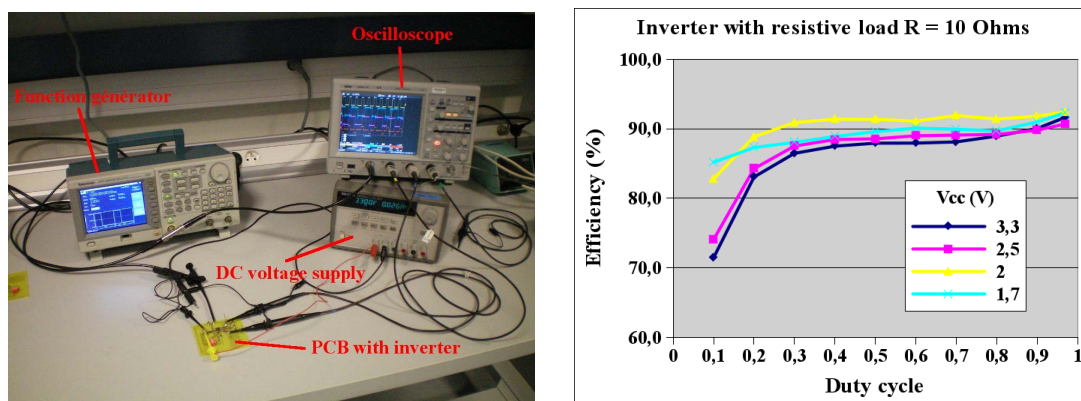 Oscilloscope
Function générator
DC voltage supply
PCB with inverter
Inverter with resistive load R = 10 Ohms
Efficiency (%)
100,0
90,0
80,0
70,0
60,0
Vcc (V)
3,3
2,5
2
1,7
0 0,1 0,2 0,3 0,4 0,5 0,6 0,7 0,8 0,9 1
Duty cycle